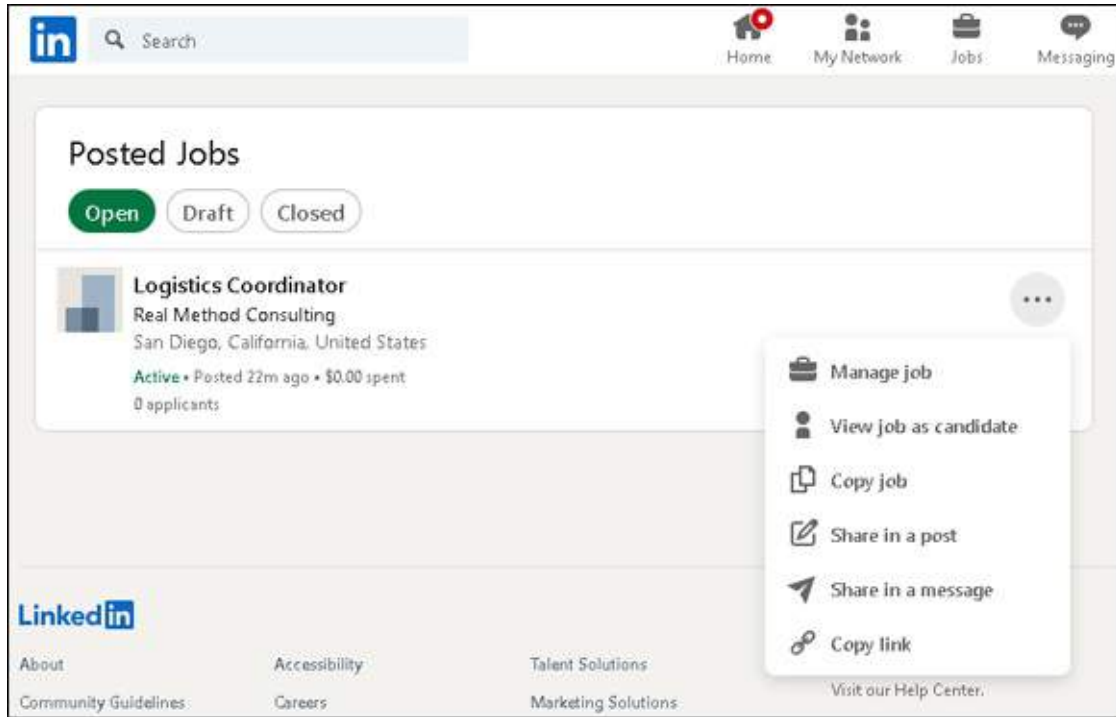 in
Search
Home
My Network
Jobs
Messaging
Posted Jobs
Open
Draft
Closed
Logistics Coordinator
Real Method Consulting
San Diego, California, United States
Active • Posted 22m ago • $0.00 spent
0 applicants
Manage job
View job as candidate
Copy job
Share in a post
Share in a message
Copy link
Linked in
About
Accessibility
Talent Solutions
Community Guidelines
Careers
Marketing Solutions
Visit our Help Center.